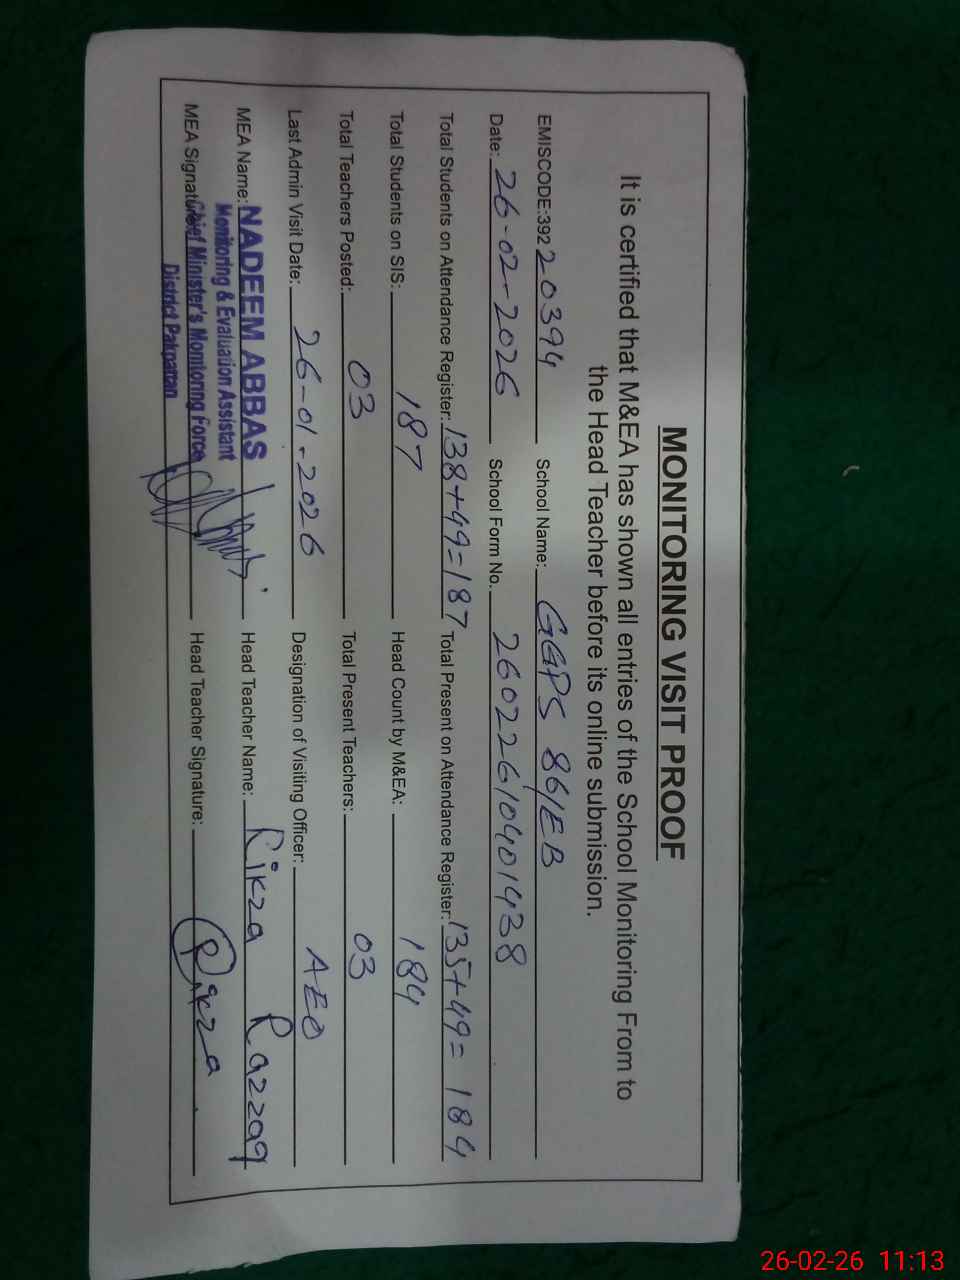 MONITORING VISIT PROOF
It is certified that M&EA has shown all entries of the School Monitoring From to
the Head Teacher before its online submission.
EMISCODE:392 20394 School Name: GGPS 86/EB
Date: 26-02-2026 School Form No. 26022610401438
Total Students on Attendance Register: 138+49=187 Total Present on Attendance Register: 135+49=184
Total Students on SIS: 187 Head Count by M&EA: 184
Total Teachers Posted: 03 Total Present Teachers: 03
Last Admin Visit Date: 26-01-2026 Designation of Visiting Officer: AEO
MEA Name: NADEEM ABBAS Head Teacher Name: Rikza Razzaq
Monitoring & Evaluation Assistant
MEA Signature: Chief Minister's Monitoring Force Head Teacher Signature: Rikza
District Pakpattan
26-02-26 11:13